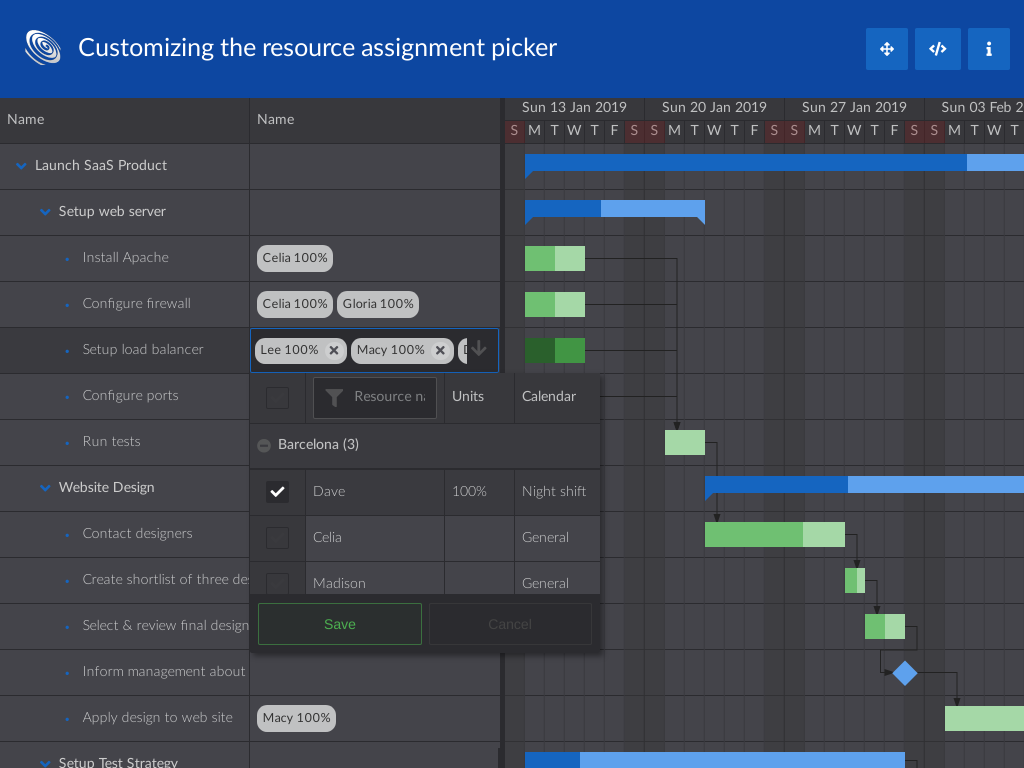 Customizing the resource assignment picker
Name Name
Sun 13 Jan 2019 Sun 20 Jan 2019 Sun 27 Jan 2019 Sun 03 Feb 2
S M T W T F S S M T W T F S S M T W T F S S M T W T
Launch SaaS Product
Setup web server
Install Apache Celia 100%
Configure firewall Celia 100% Gloria 100%
Setup load balancer Lee 100% Macy 100%
Configure ports Resource na Units Calendar
Run tests Barcelona (3)
Website Design Dave 100% Night shift
Contact designers Celia General
Create shortlist of three des Madison General
Select & review final design Save Cancel
Inform management about
Apply design to web site Macy 100%
Setup Test Strategy